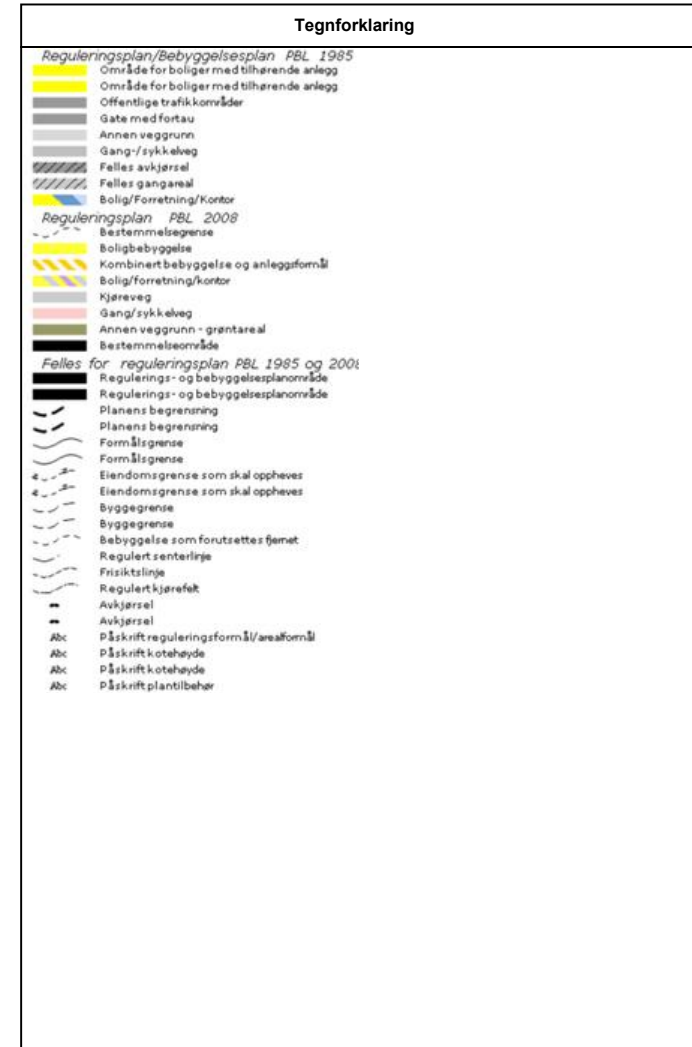 Tegnforklaring
Reguleringsplan/Bebyggelsesplan PBL 1985
Område for boliger med tilhørende anlegg
Område for boliger med tilhørende anlegg
Offentlige trafikkområder
Gate med fortau
Annen veggrunn
Gang-/sykkelveg
Felles avkjørsel
Felles gangareal
Bolig/Forretning/Kontor
Reguleringsplan PBL 2008
Bestemmelsegrense
Boligbebyggelse
Kombinert bebyggelse og anleggsformål
Bolig/forretning/kontor
Kjøreveg
Gang/sykkelveg
Annen veggrunn - grøntareal
Bestemmelseområde
Felles for reguleringsplan PBL 1985 og 2008
Regulerings- og bebyggelsesplanområde
Regulerings- og bebyggelsesplanområde
Planens begrensning
Planens begrensning
Formålsgrense
Formålsgrense
Eiendomsgrense som skal oppheves
Eiendomsgrense som skal oppheves
Byggegrense
Byggegrense
Bebyggelse som forutsettes fjernet
Regulert senterlinje
Frisiktslinje
Regulert kjørefelt
Avkjørsel
Avkjørsel
Abc Påskrift reguleringsformål/arealformål
Abc Påskrift kotehøyde
Abc Påskrift kotehøyde
Abc Påskrift plantilbehør